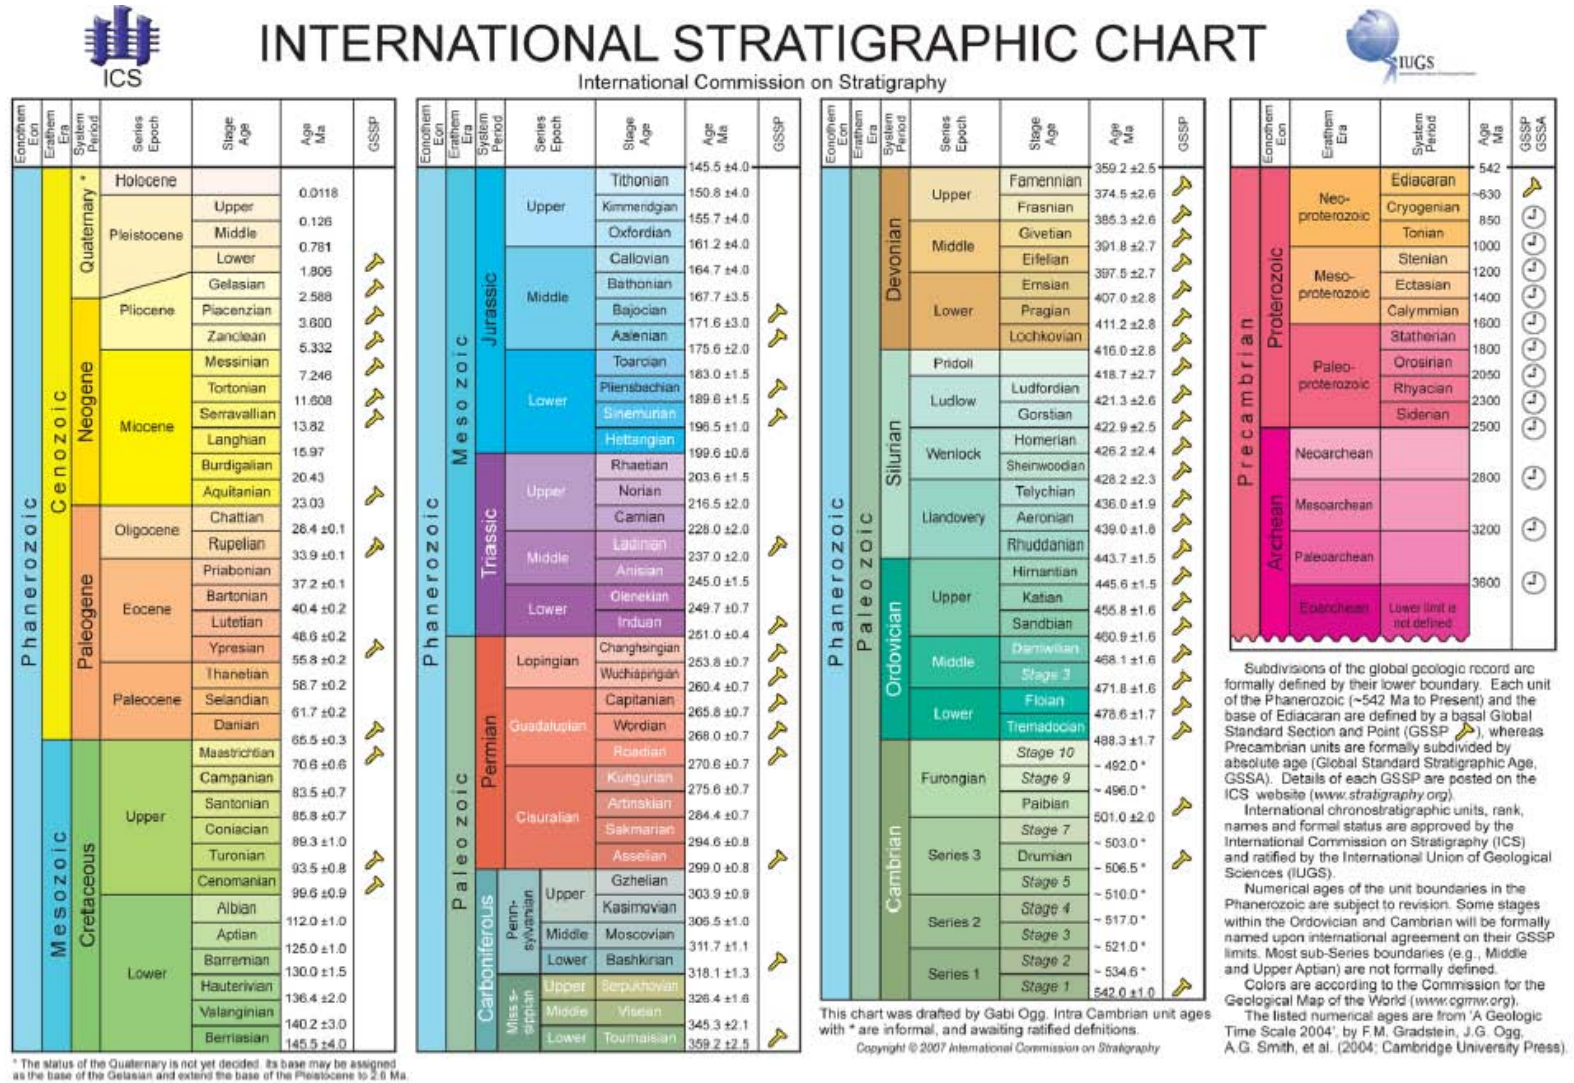 ICS
INTERNATIONAL STRATIGRAPHIC CHART
International Commission on Stratigraphy
IUGS
Eonothem Eon
Erathem Era
System Period
Series Epoch
Stage Age
Age Ma
GSSP
Phanerozoic
Cenozoic
Mesozoic
Quaternary *
Neogene
Paleogene
Cretaceous
Holocene
0.0118
Pleistocene
Upper
0.126
Middle
0.781
Lower
1.806
Pliocene
Gelasian
2.588
Piacenzian
3.600
Zanclean
5.332
Miocene
Messinian
7.246
Tortonian
11.608
Serravallian
13.82
Langhian
15.97
Burdigalian
20.43
Aquitanian
23.03
Oligocene
Chattian
28.4 ±0.1
Rupelian
33.9 ±0.1
Eocene
Priabonian
37.2 ±0.1
Bartonian
40.4 ±0.2
Lutetian
48.6 ±0.2
Ypresian
55.8 ±0.2
Paleocene
Thanetian
58.7 ±0.2
Selandian
61.7 ±0.2
Danian
65.5 ±0.3
Upper
Maastrichtian
70.6 ±0.6
Campanian
83.5 ±0.7
Santonian
85.8 ±0.7
Coniacian
89.3 ±1.0
Turonian
93.5 ±0.8
Cenomanian
99.6 ±0.9
Lower
Albian
112.0 ±1.0
Aptian
125.0 ±1.0
Barremian
130.0 ±1.5
Hauterivian
136.4 ±2.0
Valanginian
140.2 ±3.0
Berriasian
145.5 ±4.0
* The status of the Quaternary is not yet decided. Its base may be assigned
as the base of the Gelasian and extend the base of the Pleistocene to 2.6 Ma.
Eonothem Eon
Erathem Era
System Period
Series Epoch
Stage Age
Age Ma
GSSP
Phanerozoic
Mesozoic
Paleozoic
Jurassic
Triassic
Permian
Carboniferous
145.5 ±4.0
Upper
Tithonian
150.8 ±4.0
Kimmeridgian
155.7 ±4.0
Oxfordian
161.2 ±4.0
Middle
Callovian
164.7 ±4.0
Bathonian
167.7 ±3.5
Bajocian
171.6 ±3.0
Aalenian
175.6 ±2.0
Lower
Toarcian
183.0 ±1.5
Pliensbachian
189.6 ±1.5
Sinemurian
196.5 ±1.0
Hettangian
199.6 ±0.6
Upper
Rhaetian
203.6 ±1.5
Norian
216.5 ±2.0
Carnian
228.0 ±2.0
Middle
Ladinian
237.0 ±2.0
Anisian
245.0 ±1.5
Lower
Olenekian
249.7 ±0.7
Induan
251.0 ±0.4
Lopingian
Changhsingian
253.8 ±0.7
Wuchiapingian
260.4 ±0.7
Guadalupian
Capitanian
265.8 ±0.7
Wordian
268.0 ±0.7
Roadian
270.6 ±0.7
Cisuralian
Kungurian
275.6 ±0.7
Artinskian
284.4 ±0.7
Sakmarian
294.6 ±0.8
Asselian
299.0 ±0.8
Penn-
sylvanian
Upper
Gzhelian
303.9 ±0.9
Kasimovian
306.5 ±1.0
Middle
Moscovian
311.7 ±1.1
Lower
Bashkirian
318.1 ±1.3
Missis-
sippian
Upper
Serpukhovian
326.4 ±1.6
Middle
Visean
345.3 ±2.1
Lower
Tournaisian
359.2 ±2.5
Eonothem Eon
Erathem Era
System Period
Series Epoch
Stage Age
Age Ma
GSSP
Phanerozoic
Paleozoic
Devonian
Silurian
Ordovician
Cambrian
359.2 ±2.5
Upper
Famennian
374.5 ±2.6
Frasnian
385.3 ±2.6
Middle
Givetian
391.8 ±2.7
Eifelian
397.5 ±2.7
Lower
Emsian
407.0 ±2.8
Pragian
411.2 ±2.8
Lochkovian
416.0 ±2.8
Pridoli
418.7 ±2.7
Ludlow
Ludfordian
421.3 ±2.6
Gorstian
422.9 ±2.5
Wenlock
Homerian
426.2 ±2.4
Sheinwoodian
428.2 ±2.3
Llandovery
Telychian
436.0 ±1.9
Aeronian
439.0 ±1.8
Rhuddanian
443.7 ±1.5
Upper
Hirnantian
445.6 ±1.5
Katian
455.8 ±1.6
Sandbian
460.9 ±1.6
Middle
Darriwilian
468.1 ±1.6
Stage 3
471.8 ±1.6
Lower
Floian
478.6 ±1.7
Tremadocian
488.3 ±1.7
Furongian
Stage 10
~ 492.0 *
Stage 9
~ 496.0 *
Paibian
501.0 ±2.0
Series 3
Stage 7
~ 503.0 *
Drumian
~ 506.5 *
Stage 5
~ 510.0 *
Series 2
Stage 4
~ 517.0 *
Stage 3
~ 521.0 *
Series 1
Stage 2
~ 534.6 *
Stage 1
542.0 ±1.0
This chart was drafted by Gabi Ogg. Intra Cambrian unit ages
with * are informal, and awaiting ratified definitions.
Copyright © 2007 International Commission on Stratigraphy
Eonothem Eon
Erathem Era
System Period
Age Ma
GSSP GSSA
Precambrian
Proterozoic
Archean
542
Neo-
proterozoic
Ediacaran
~630
Cryogenian
850
Tonian
1000
Meso-
proterozoic
Stenian
1200
Ectasian
1400
Calymmian
1600
Paleo-
proterozoic
Statherian
1800
Orosirian
2050
Rhyacian
2300
Siderian
2500
Neoarchean
2800
Mesoarchean
3200
Paleoarchean
3600
Eoarchean
Lower limit is
not defined
Subdivisions of the global geologic record are
formally defined by their lower boundary. Each unit
of the Phanerozoic (~542 Ma to Present) and the
base of Ediacaran are defined by a basal Global
Standard Section and Point (GSSP ), whereas
Precambrian units are formally subdivided by
absolute age (Global Standard Stratigraphic Age,
GSSA). Details of each GSSP are posted on the
ICS website (www.stratigraphy.org).
International chronostratigraphic units, rank,
names and formal status are approved by the
International Commission on Stratigraphy (ICS)
and ratified by the International Union of Geological
Sciences (IUGS).
Numerical ages of the unit boundaries in the
Phanerozoic are subject to revision. Some stages
within the Ordovician and Cambrian will be formally
named upon international agreement on their GSSP
limits. Most sub-Series boundaries (e.g., Middle
and Upper Aptian) are not formally defined.
Colors are according to the Commission for the
Geological Map of the World (www.cgmw.org).
The listed numerical ages are from 'A Geologic
Time Scale 2004', by F.M. Gradstein, J.G. Ogg,
A.G. Smith, et al. (2004; Cambridge University Press).